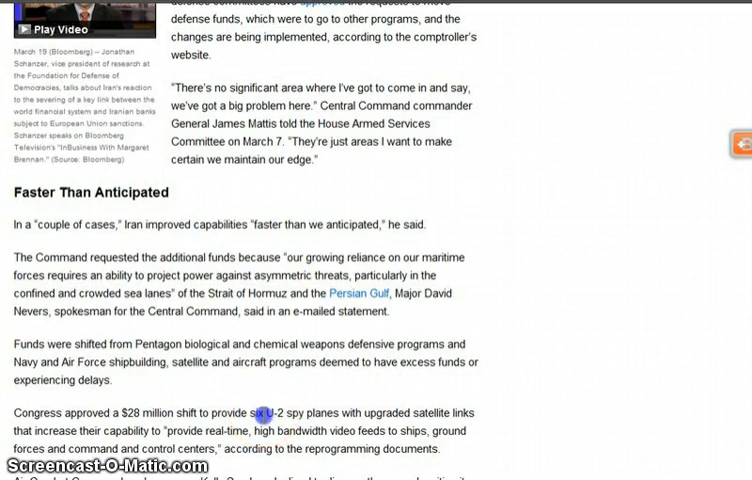 defense committees have approved the requests to move
defense funds, which were to go to other programs, and the
changes are being implemented, according to the comptroller's
website.
Play Video
March 19 (Bloomberg) -- Jonathan
Schanzer, vice president of research at
the Foundation for Defense of
Democracies, talks about Iran's reaction
to the severing of a key link between the
world financial system and Iranian banks
subject to European Union sanctions.
Schanzer speaks on Bloomberg
Television's "InBusiness With Margaret
Brennan." (Source: Bloomberg)
"There's no significant area where I've got to come in and say,
we've got a big problem here." Central Command commander
General James Mattis told the House Armed Services
Committee on March 7. "They're just areas I want to make
certain we maintain our edge."
Faster Than Anticipated
In a "couple of cases," Iran improved capabilities "faster than we anticipated," he said.
The Command requested the additional funds because "our growing reliance on our maritime
forces requires an ability to project power against asymmetric threats, particularly in the
confined and crowded sea lanes" of the Strait of Hormuz and the Persian Gulf, Major David
Nevers, spokesman for the Central Command, said in an e-mailed statement.
Funds were shifted from Pentagon biological and chemical weapons defensive programs and
Navy and Air Force shipbuilding, satellite and aircraft programs deemed to have excess funds or
experiencing delays.
Congress approved a $28 million shift to provide six U-2 spy planes with upgraded satellite links
that increase their capability to "provide real-time, high bandwidth video feeds to ships, ground
forces and command and control centers," according to the reprogramming documents.
Screencast-O-Matic.com